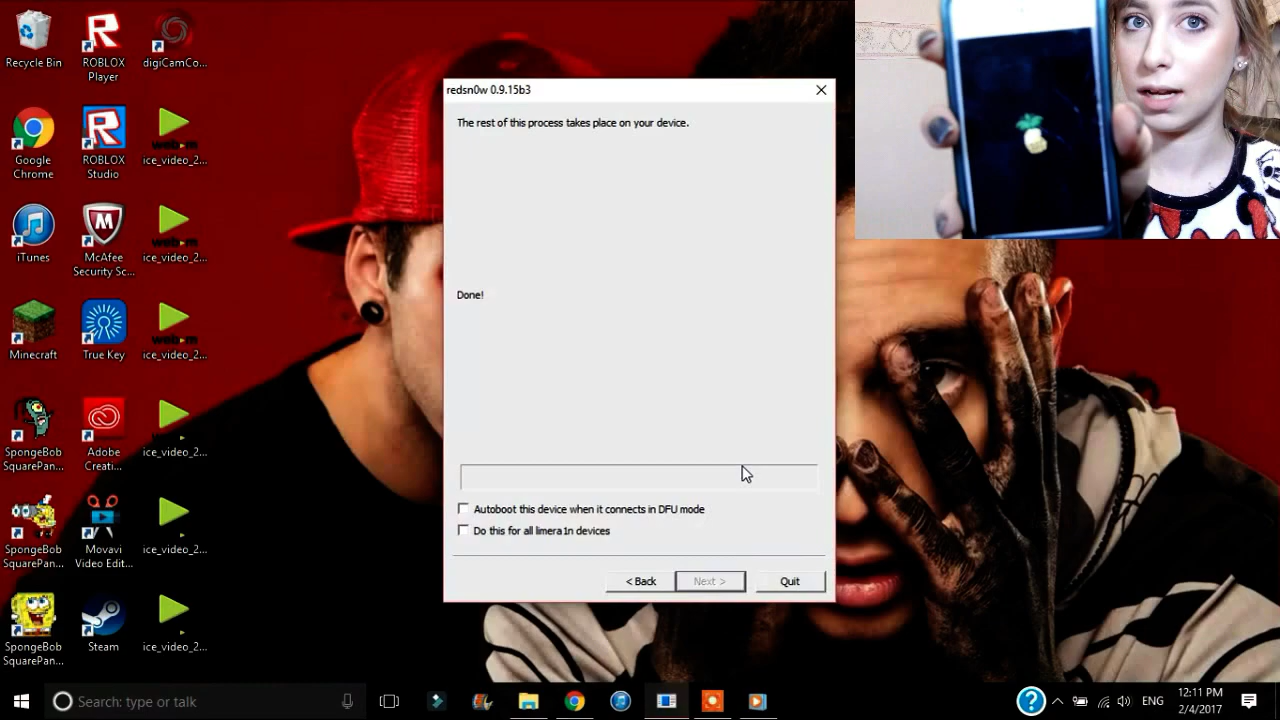 Recycle Bin
ROBLOX Player
digiCamCo...
Google Chrome
ROBLOX Studio
ice_video_2...
iTunes
McAfee Security Sc...
ice_video_2...
Minecraft
True Key
ice_video_2...
SpongeBob SquarePan...
Adobe Creati...
ice_video_2...
SpongeBob SquarePan...
Movavi Video Edit...
ice_video_2...
SpongeBob SquarePan...
Steam
ice_video_2...
redsn0w 0.9.15b3
The rest of this process takes place on your device.
Done!
Autoboot this device when it connects in DFU mode
Do this for all limera1n devices
< Back
Next >
Quit
Search: type or talk
ENG
12:11 PM
2/4/2017